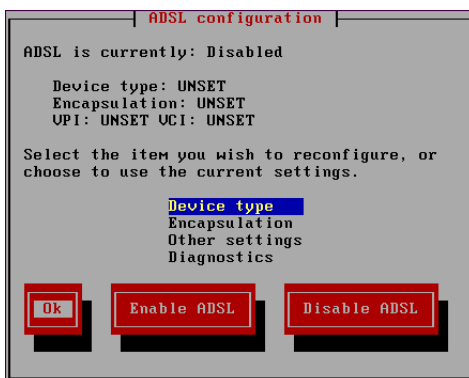 ADSL configuration
ADSL is currently: Disabled
Device type: UNSET
Encapsulation: UNSET
VPI: UNSET VCI: UNSET
Select the item you wish to reconfigure, or
choose to use the current settings.
Device type
Encapsulation
Other settings
Diagnostics
Ok Enable ADSL Disable ADSL